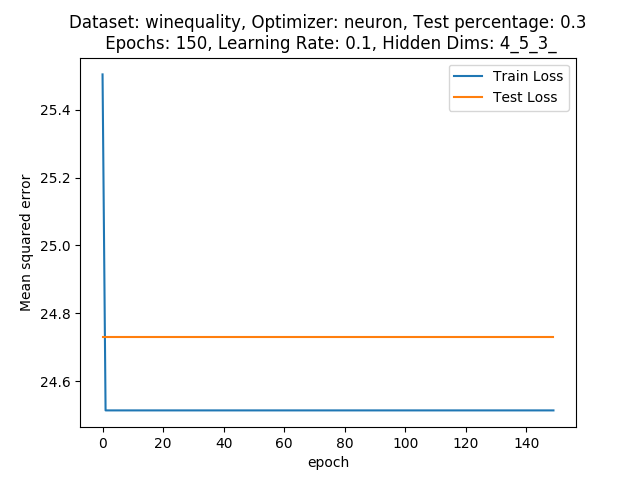 Dataset: winequality, Optimizer: neuron, Test percentage: 0.3
Epochs: 150, Learning Rate: 0.1, Hidden Dims: 4_5_3_
Train Loss
Test Loss
25.4
25.2
25.0
24.8
24.6
Mean squared error
0 20 40 60 80 100 120 140
epoch